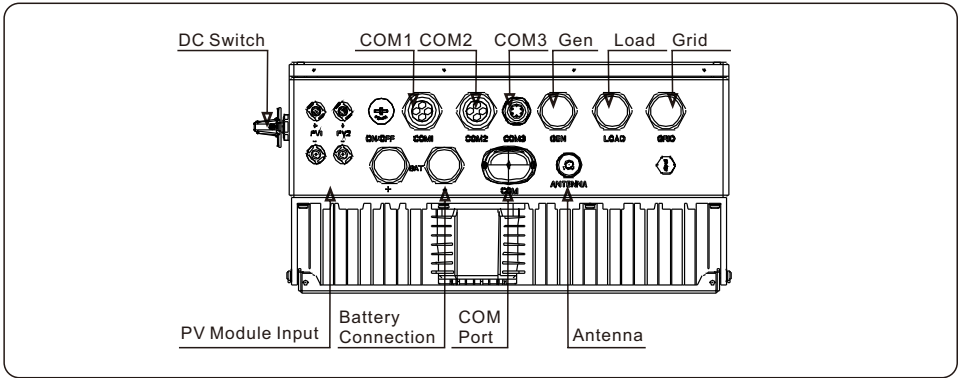 DC Switch COM1 COM2 COM3 Gen Load Grid
+ +
PV1 PV2
- -
ON/OFF COM1 COM2 COM3 GEN LOAD GRID
BAT
+ COM ANTENNA
PV Module Input
Battery
Connection
COM
Port
Antenna